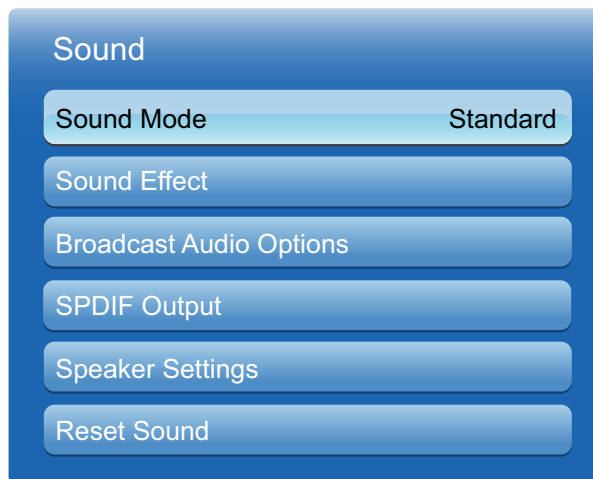 Sound
Sound Mode Standard
Sound Effect
Broadcast Audio Options
SPDIF Output
Speaker Settings
Reset Sound